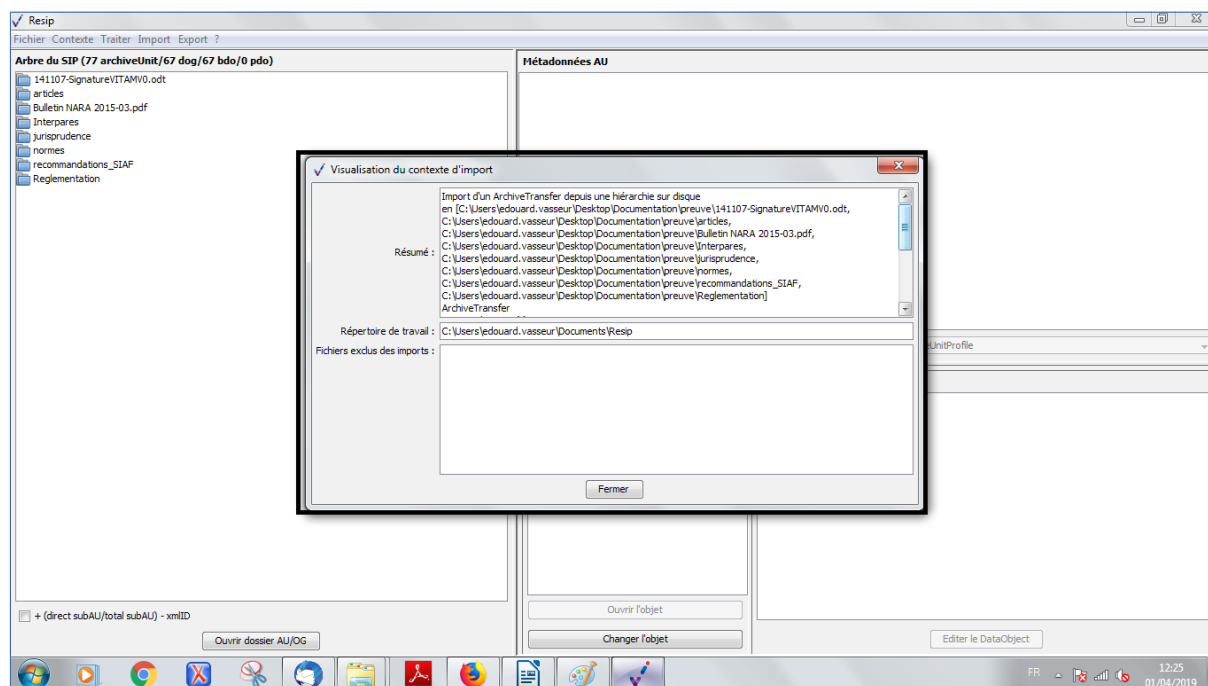 Resip
Fichier Contexte Traiter Import Export ?
Arbre du SIP (77 archiveUnit/67 dog/67 bdo/0 pdo)
141107-SignatureVITAMV0.odt
articles
Bulletin NARA 2015-03.pdf
Interpares
jurisprudence
normes
recommandations_SIAF
Reglementation
+ (direct subAU/total subAU) - xmlID
Ouvrir dossier AU/OG
Métadonnées AU
Visualisation du contexte d'import
Résumé :
Import d'un ArchiveTransfer depuis une hiérarchie sur disque
en [C:\Users\edouard.vasseur\Desktop\Documentation\preuve\141107-SignatureVITAMV0.odt,
C:\Users\edouard.vasseur\Desktop\Documentation\preuve\articles,
C:\Users\edouard.vasseur\Desktop\Documentation\preuve\Bulletin NARA 2015-03.pdf,
C:\Users\edouard.vasseur\Desktop\Documentation\preuve\Interpares,
C:\Users\edouard.vasseur\Desktop\Documentation\preuve\jurisprudence,
C:\Users\edouard.vasseur\Desktop\Documentation\preuve\normes,
C:\Users\edouard.vasseur\Desktop\Documentation\preuve\recommandations_SIAF,
C:\Users\edouard.vasseur\Desktop\Documentation\preuve\Reglementation]
ArchiveTransfer
Répertoire de travail : C:\Users\edouard.vasseur\Documents\Resip
Fichiers exclus des imports :
Fermer
eUnitProfile
Ouvrir l'objet
Changer l'objet
Editer le DataObject
FR
12:25
01/04/2019